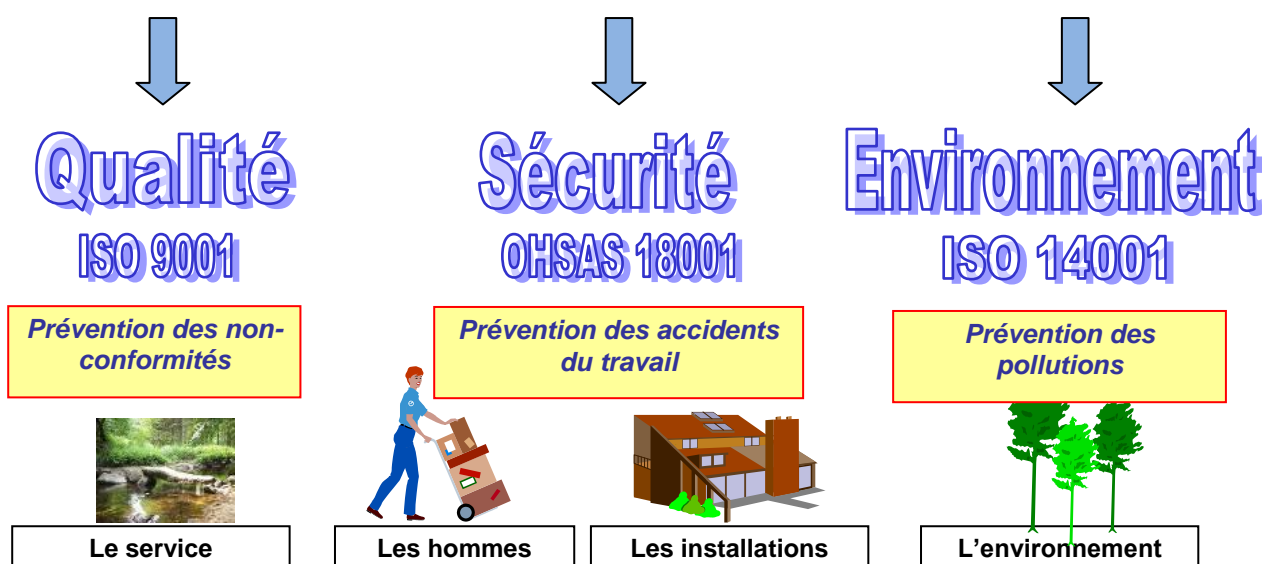 Qualité
ISO 9001
Prévention des non-
conformités
Le service
Sécurité
OHSAS 18001
Prévention des accidents
du travail
Les hommes
Les installations
Environnement
ISO 14001
Prévention des
pollutions
L'environnement